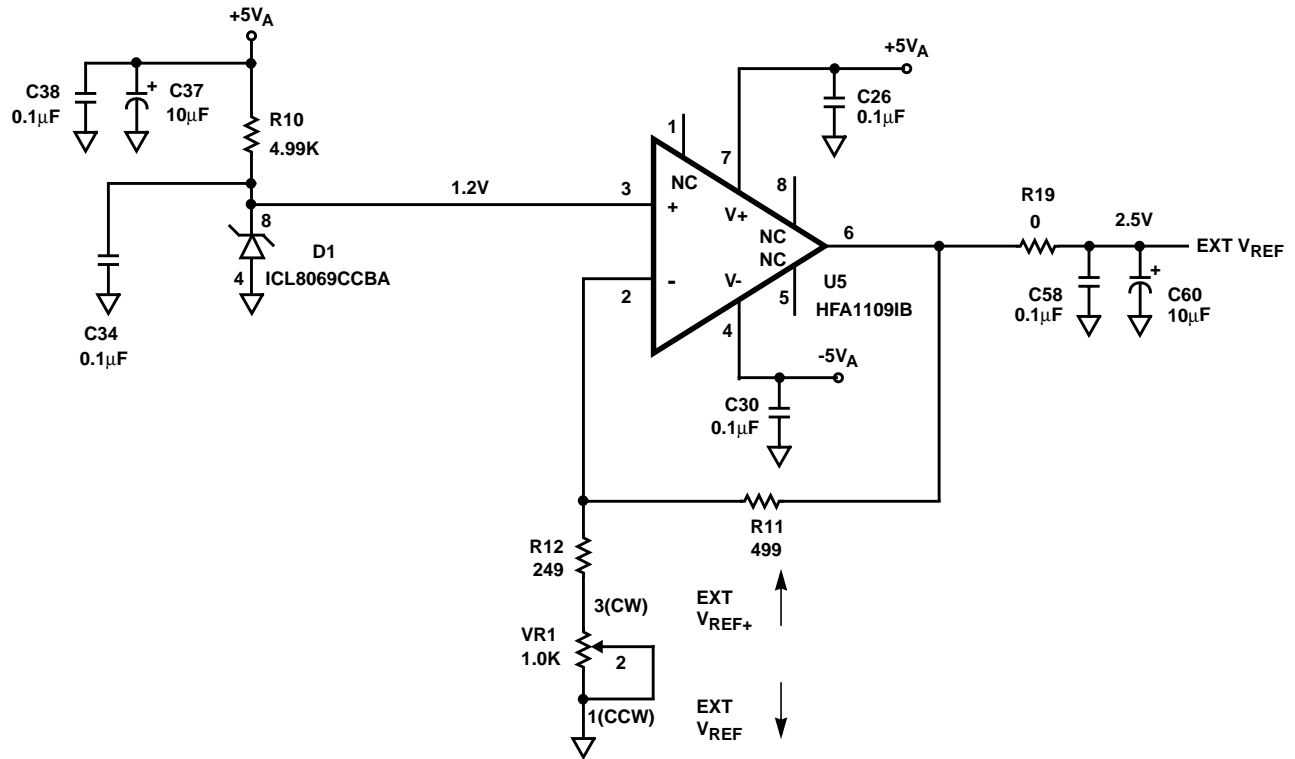 +5VA
C38
0.1μF
+
C37
10μF
R10
4.99K
8
D1
4
ICL8069CCBA
C34
0.1μF
1.2V
3
+
2
-
1
NC
7
V+
8
NC
NC
V-
4
5
6
U5
HFA1109IB
+5VA
C26
0.1μF
-5VA
C30
0.1μF
R19
0
2.5V
EXT VREF
C58
0.1μF
+
C60
10μF
R11
499
R12
249
3(CW)
VR1
1.0K
2
1(CCW)
EXT
VREF+
EXT
VREF